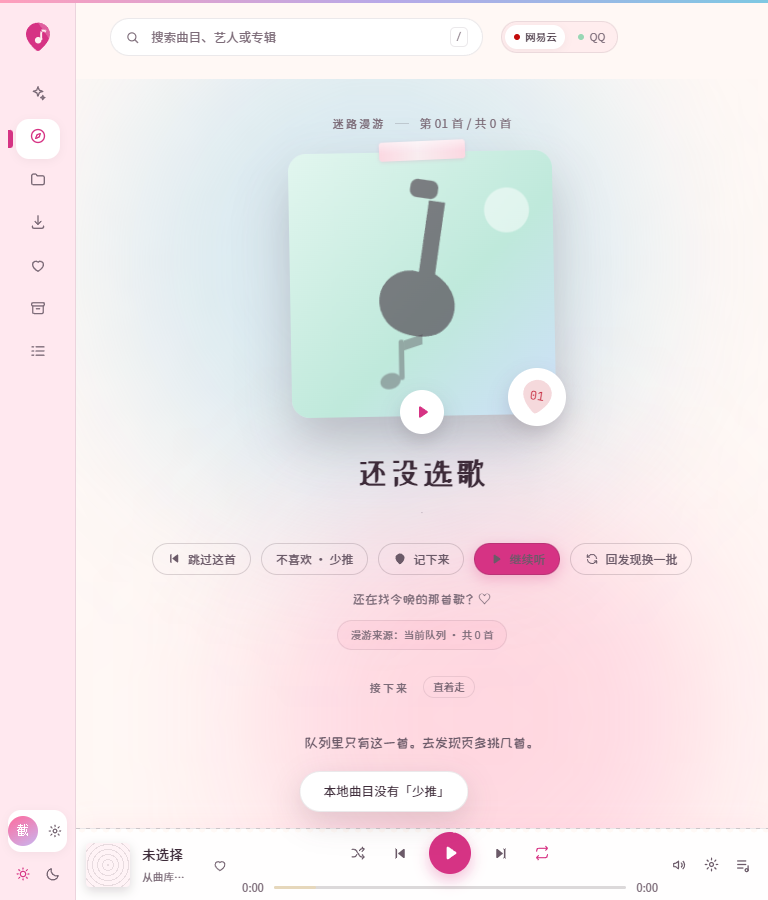 搜索曲目、艺人或专辑
/
网易云
QQ
迷路漫游 — 第 01 首 / 共 0 首
01
还没选歌
跳过这首
不喜欢 · 少推
记下来
继续听
回发现换一批
还在找今晚的那首歌？♡
漫游来源：当前队列 · 共 0 首
接下来
直着走
队列里只有这一首。去发现页多挑几首。
本地曲目没有「少推」
截
未选择
从曲库…
0:00
0:00